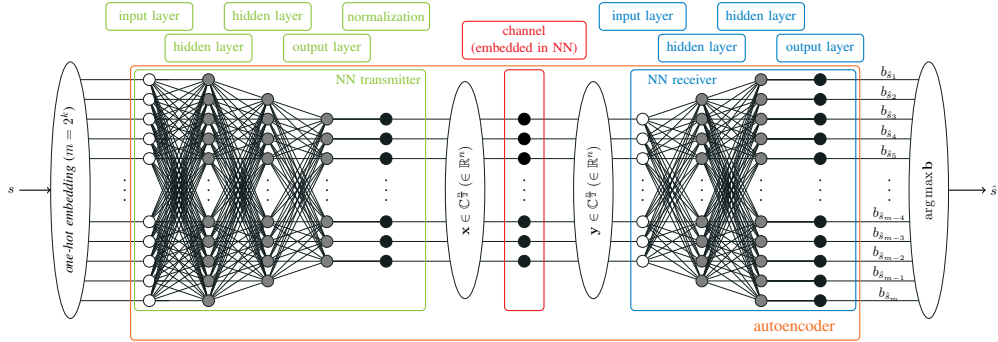 input layer
hidden layer
normalization
hidden layer
output layer
channel
(embedded in NN)
input layer
hidden layer
hidden layer
output layer
NN transmitter
NN receiver
s
one-hot embedding (m = 2^k)
x ∈ ℂ^{n/2} (∈ ℝ^n)
y ∈ ℂ^{n/2} (∈ ℝ^n)
b_{ŝ_1}
b_{ŝ_2}
b_{ŝ_3}
b_{ŝ_4}
b_{ŝ_5}
b_{ŝ_{m-4}}
b_{ŝ_{m-3}}
b_{ŝ_{m-2}}
b_{ŝ_{m-1}}
b_{ŝ_m}
arg max b
ŝ
autoencoder